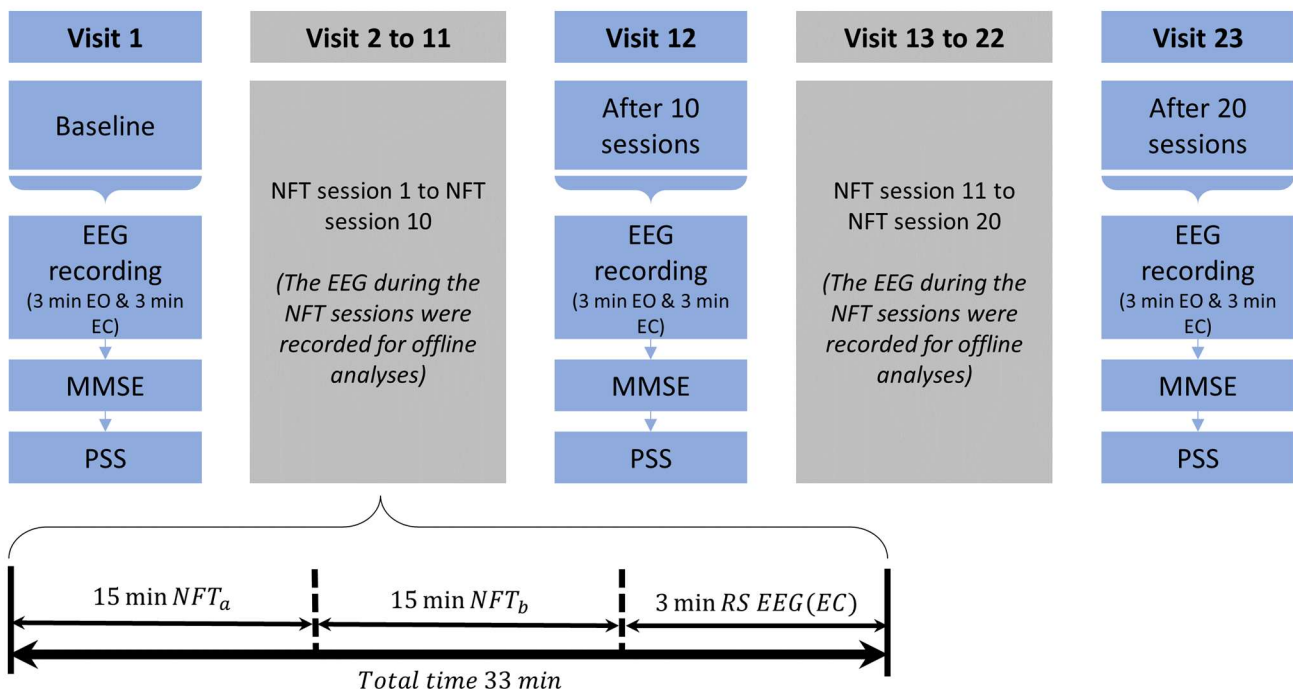 Visit 1
Visit 2 to 11
Visit 12
Visit 13 to 22
Visit 23
Baseline
EEG
recording
(3 min EO & 3 min
EC)
MMSE
PSS
NFT session 1 to NFT
session 10
(The EEG during the
NFT sessions were
recorded for offline
analyses)
After 10
sessions
EEG
recording
(3 min EO & 3 min
EC)
MMSE
PSS
NFT session 11 to
NFT session 20
(The EEG during the
NFT sessions were
recorded for offline
analyses)
After 20
sessions
EEG
recording
(3 min EO & 3 min
EC)
MMSE
PSS
15 min NFTa
15 min NFTb
3 min RS EEG(EC)
Total time 33 min